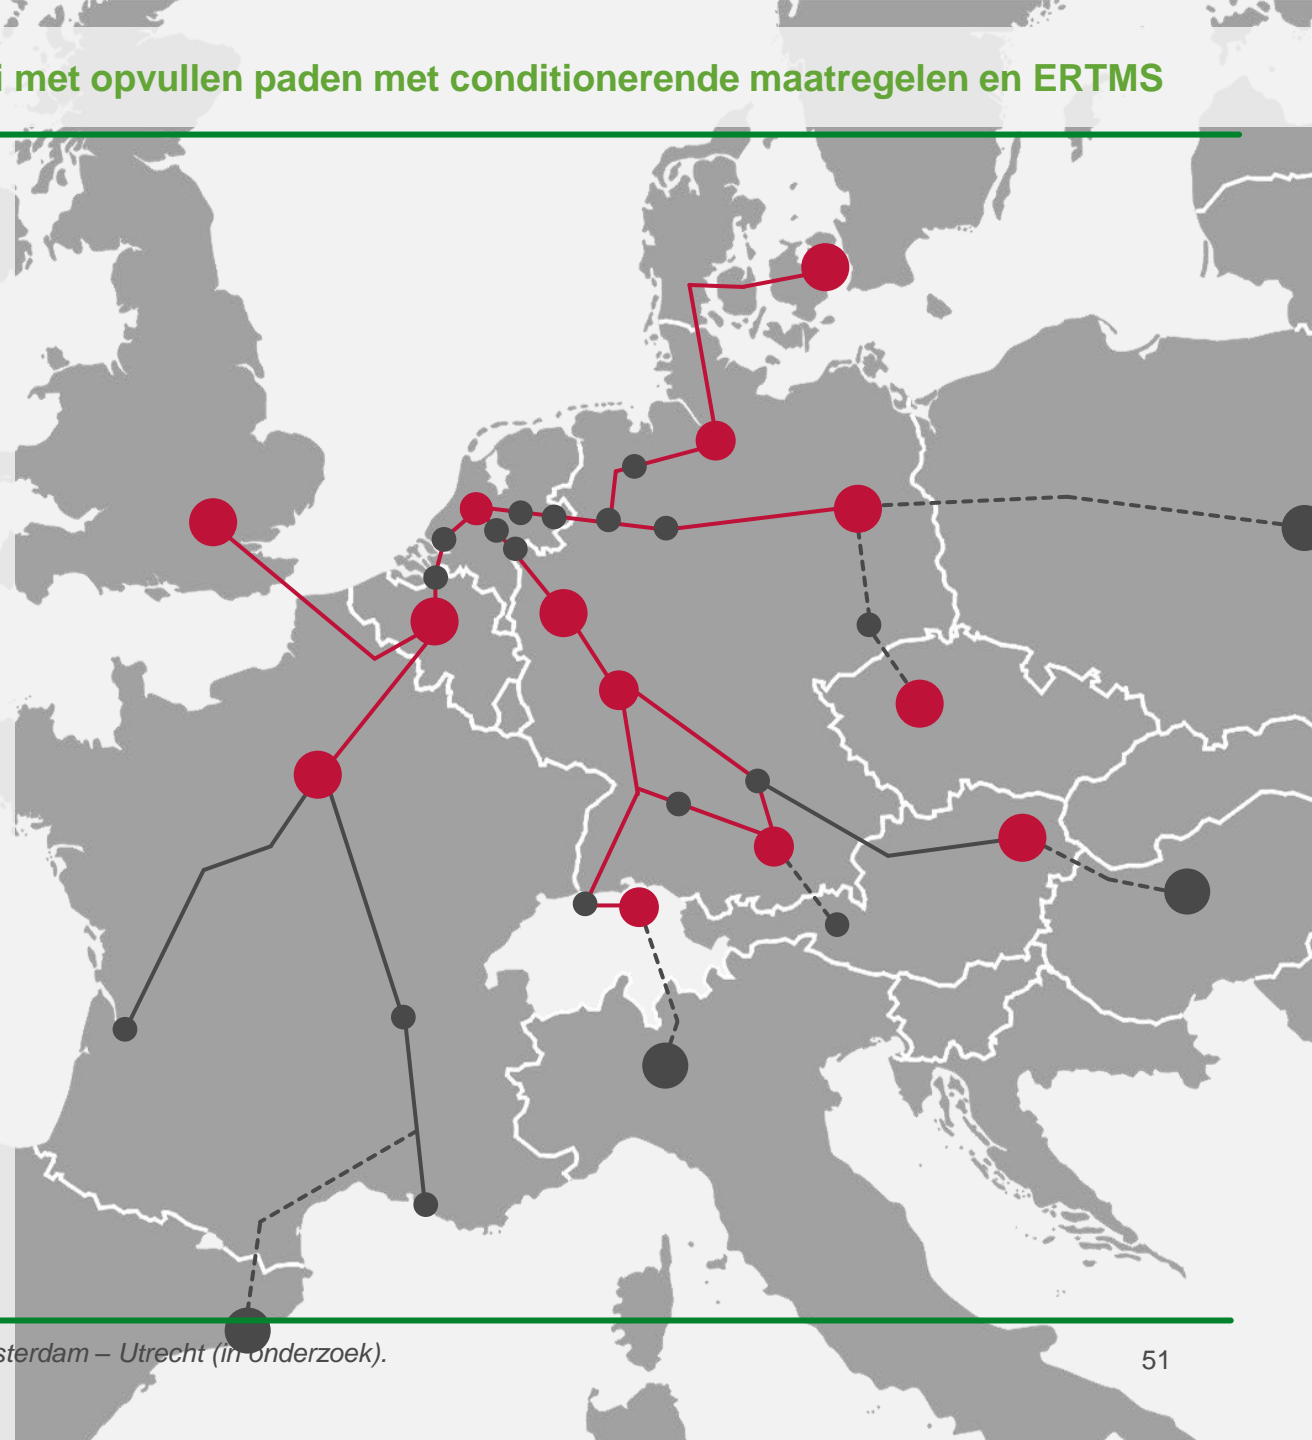 met opvullen paden met conditionerende maatregelen en ERTMS
sterdam – Utrecht (in onderzoek).
51